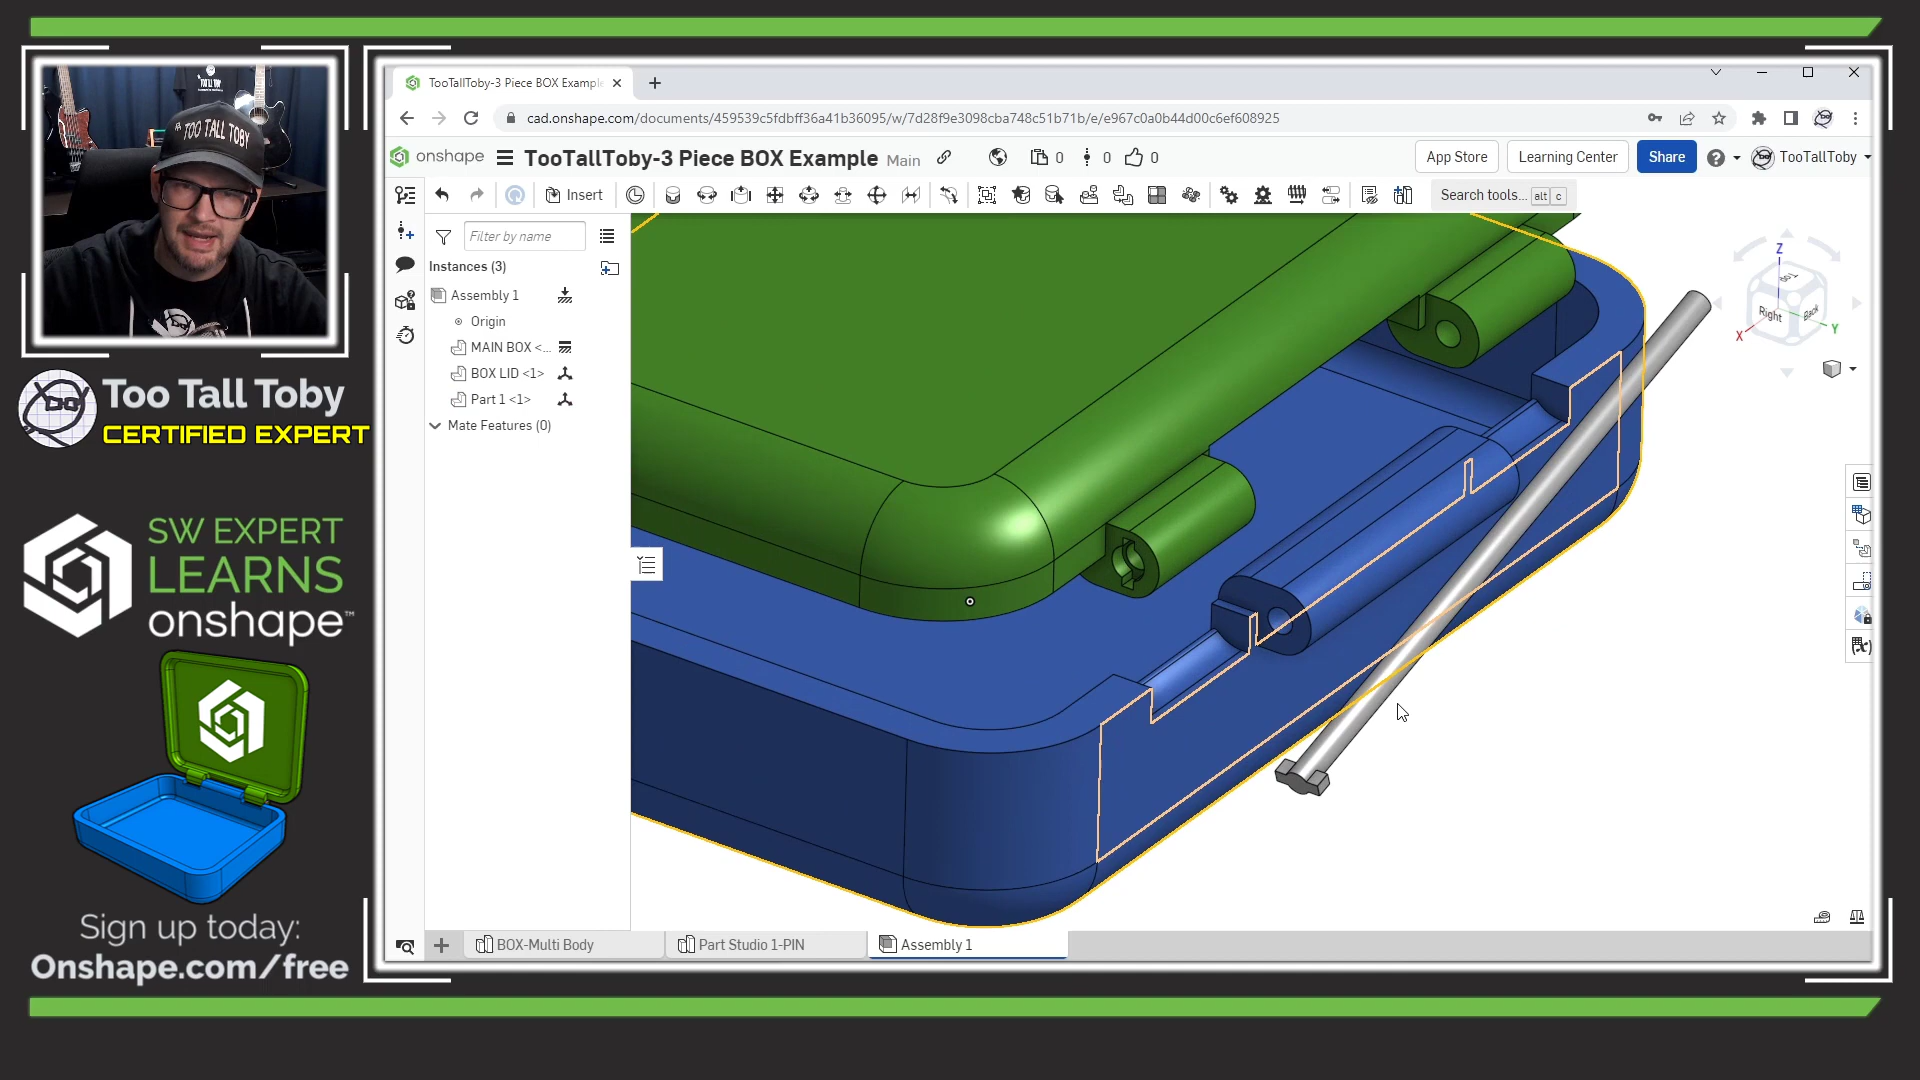 TOO TALL TOBY
Too Tall Toby
CERTIFIED EXPERT
SW EXPERT
LEARNS
onshape™
Sign up today:
Onshape.com/free
TooTallToby-3 Piece BOX Example
cad.onshape.com/documents/459539c5fdbff36a41b36095/w/7d28f9e3098cba748c51b71b/e/e967c0a0b44d00c6ef608925
onshape
TooTallToby-3 Piece BOX Example Main
0
0
0
App Store
Learning Center
Share
TooTallToby
Insert
Search tools... alt c
Filter by name
Instances (3)
Assembly 1
Origin
MAIN BOX <...
BOX LID <1>
Part 1 <1>
Mate Features (0)
Z
Top
Right
Back
X
Y
(x)
BOX-Multi Body
Part Studio 1-PIN
Assembly 1